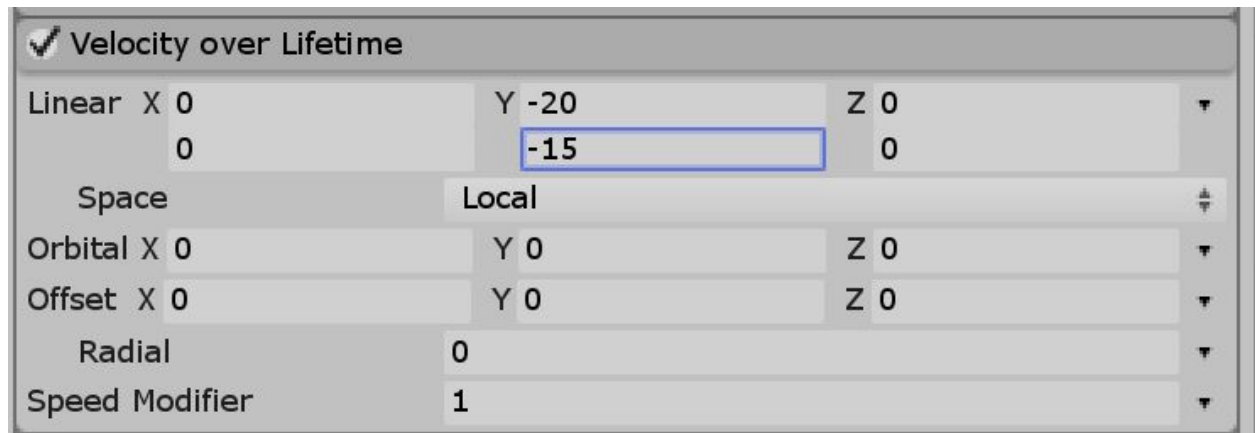 Velocity over Lifetime
Linear X 0 Y -20 Z 0
0 -15 0
Space Local
Orbital X 0 Y 0 Z 0
Offset X 0 Y 0 Z 0
Radial 0
Speed Modifier 1